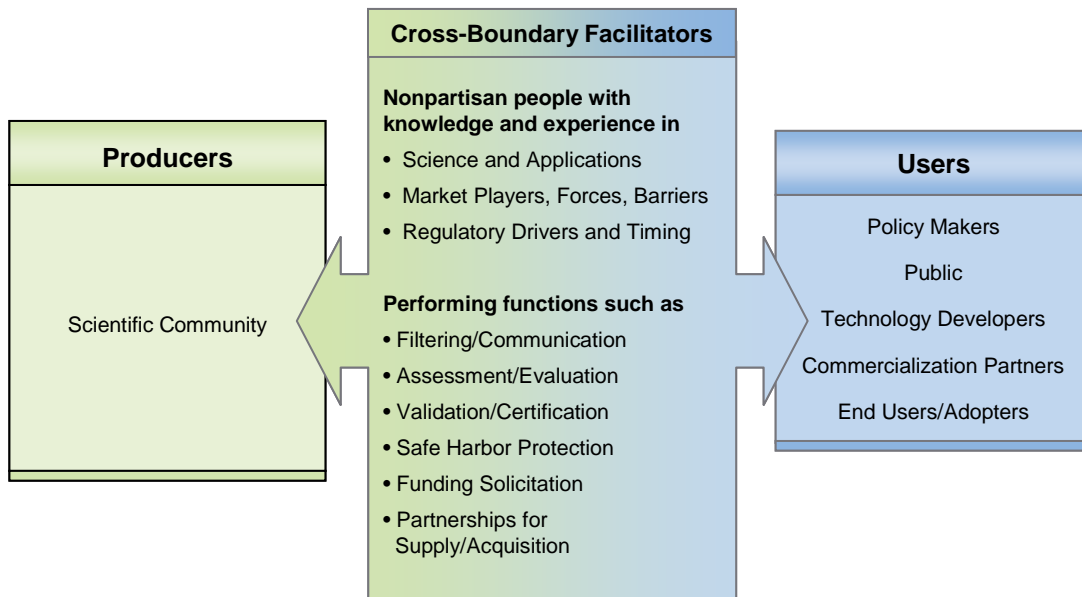 Producers
Scientific Community
Cross-Boundary Facilitators
Nonpartisan people with
knowledge and experience in
• Science and Applications
• Market Players, Forces, Barriers
• Regulatory Drivers and Timing
Performing functions such as
• Filtering/Communication
• Assessment/Evaluation
• Validation/Certification
• Safe Harbor Protection
• Funding Solicitation
• Partnerships for
Supply/Acquisition
Users
Policy Makers
Public
Technology Developers
Commercialization Partners
End Users/Adopters